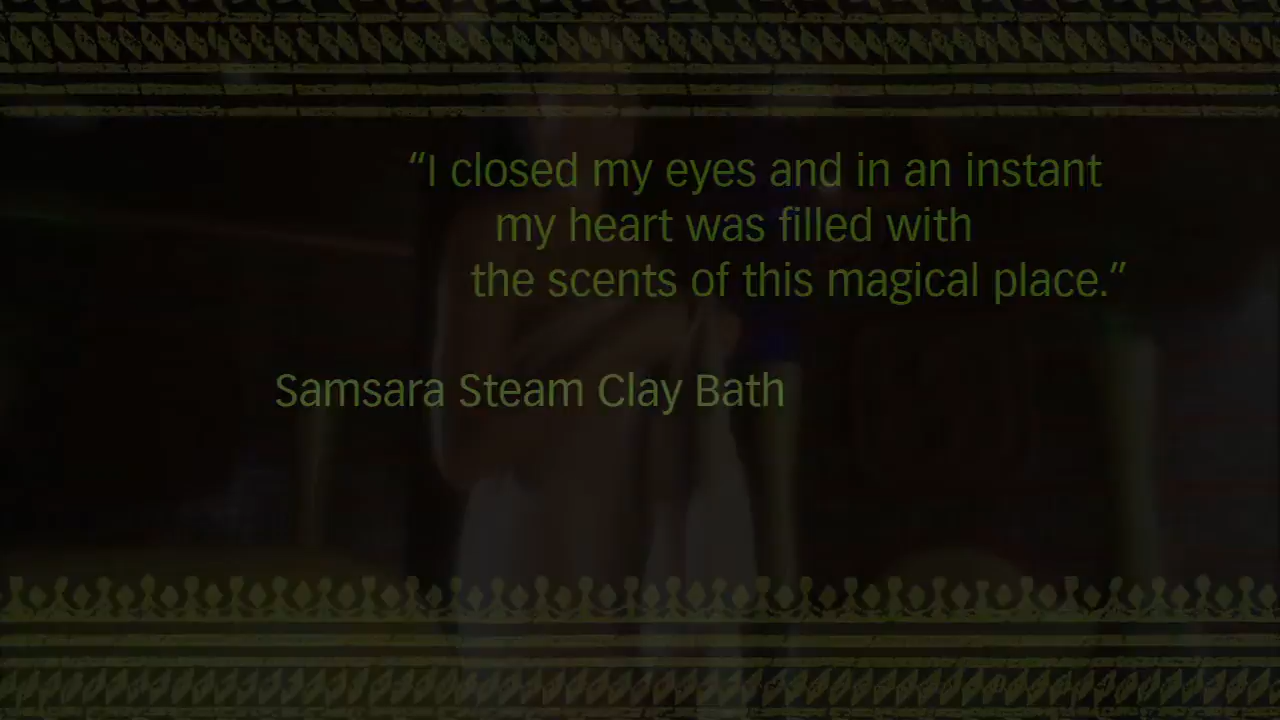 “I closed my eyes and in an instant
my heart was filled with
the scents of this magical place.”
Samsara Steam Clay Bath